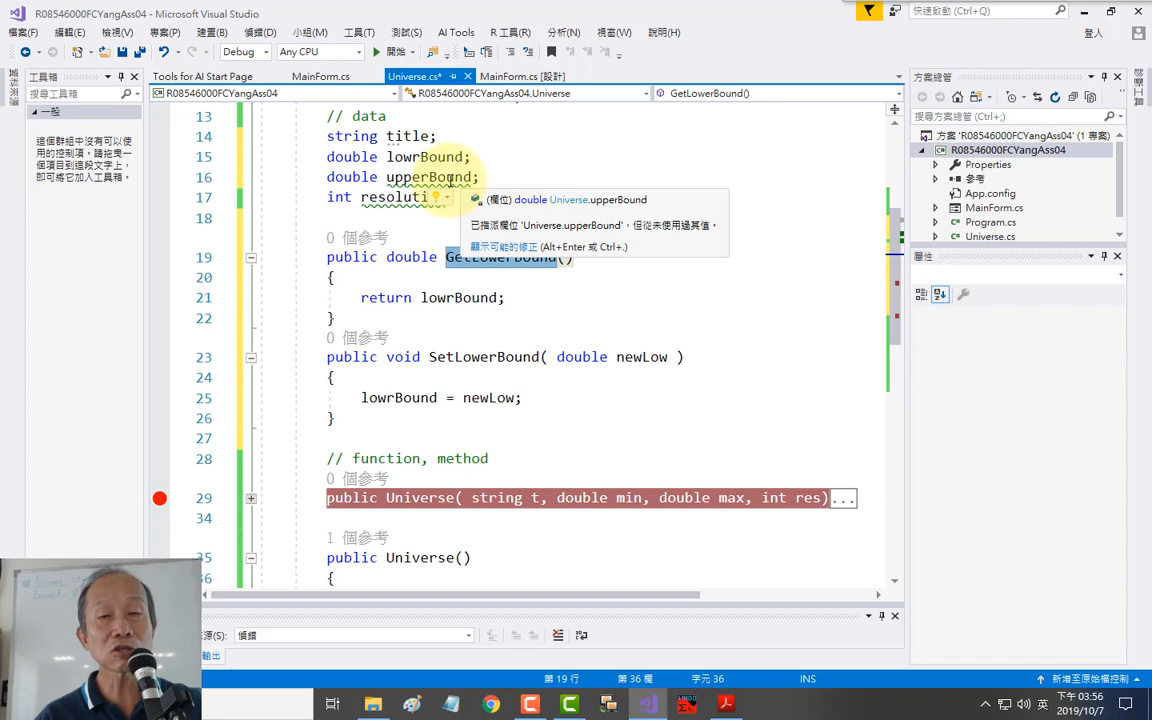 R08546000FCYangAss04 - Microsoft Visual Studio
快速啟動 (Ctrl+Q)
檔案(F) 編輯(E) 檢視(V) 專案(P) 建置(B) 偵錯(D) 小組(M) 工具(T) 測試(S) AI Tools R 工具(R) 分析(N) 視窗(W) 說明(H)
登入
Debug Any CPU 開始
工具箱
Tools for AI Start Page MainForm.cs Universe.cs* MainForm.cs [設計]
方案總管
搜尋工具箱
R08546000FCYangAss04 R08546000FCYangAss04.Universe GetLowerBound()
一般
這個群組中沒有可以使用的控制項。請拖曳一個項目到這段文字上方,即可將它加入工具箱。
搜尋方案總管 (Ctrl+;)
方案 'R08546000FCYangAss04' (1 專案)
R08546000FCYangAss04
Properties
參考
App.config
MainForm.cs
Program.cs
Universe.cs
屬性
13 // data
14 string title;
15 double lowrBound;
16 double upperBound;
17 int resoluti
(欄位) double Universe.upperBound
已指派欄位 'Universe.upperBound',但從未使用過其值。
顯示可能的修正 (Alt+Enter 或 Ctrl+.)
18
0 個參考
19 public double GetLowerBound()
20 {
21 return lowrBound;
22 }
0 個參考
23 public void SetLowerBound( double newLow )
24 {
25 lowrBound = newLow;
26 }
27
28 // function, method
0 個參考
29 public Universe( string t, double min, double max, int res)...
34
1 個參考
35 public Universe()
36 {
源(S): 偵錯
輸出
第 19 行 第 36 欄 字元 36 INS
新增至原始檔控制
英
下午 03:56
2019/10/7